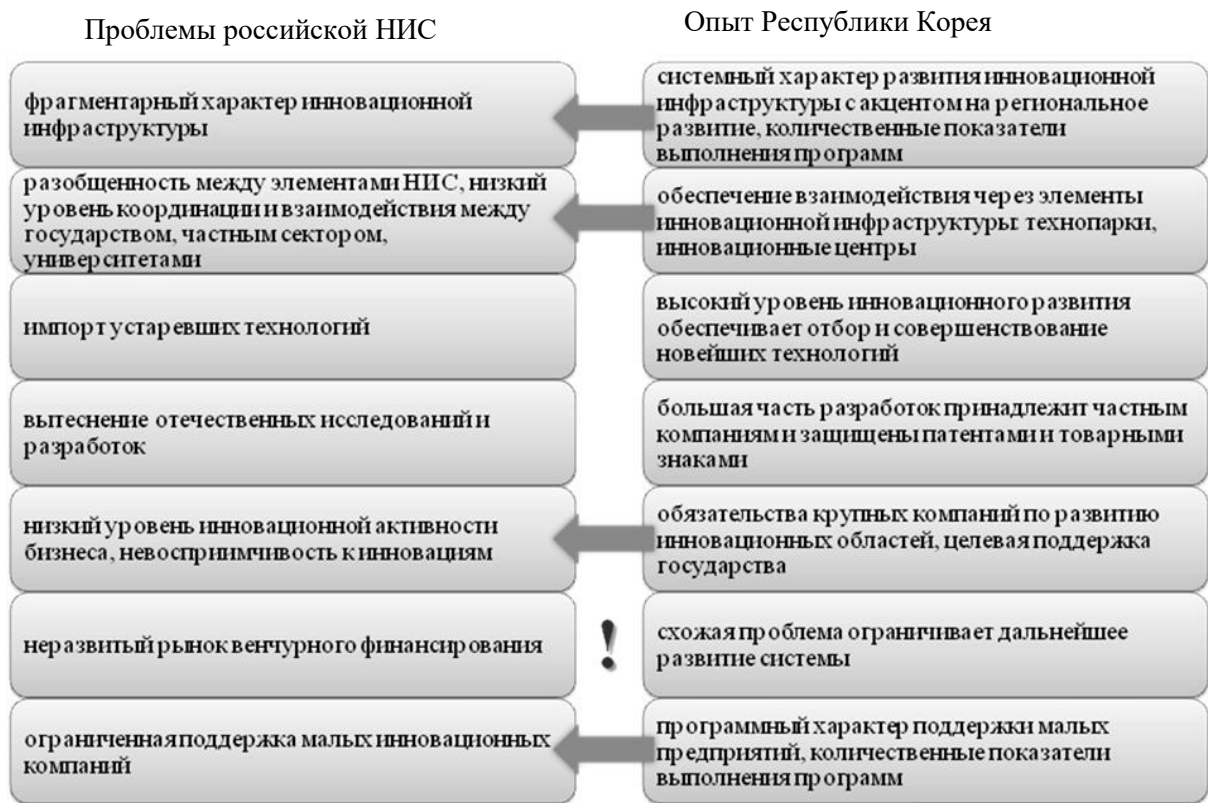 Проблемы российской НИС
Опыт Республики Корея
фрагментарный характер инновационной
инфраструктуры
системный характер развития инновационной
инфраструктуры с акцентом на региональное
развитие, количественные показатели
выполнения программ
разобщенность между элементами НИС, низкий
уровень координации и взаимодействия между
государством, частным сектором,
университетами
обеспечение взаимодействия через элементы
инновационной инфраструктуры: технопарки,
инновационные центры
импорт устаревших технологий
высокий уровень инновационного развития
обеспечивает отбор и совершенствование
новейших технологий
вытеснение отечественных исследований и
разработок
большая часть разработок принадлежит частным
компаниям и защищены патентами и товарными
знаками
низкий уровень инновационной активности
бизнеса, невосприимчивость к инновациям
обязательства крупных компаний по развитию
инновационных областей, целевая поддержка
государства
неразвитый рынок венчурного финансирования
!
схожая проблема ограничивает дальнейшее
развитие системы
ограниченная поддержка малых инновационных
компаний
программный характер поддержки малых
предприятий, количественные показатели
выполнения программ